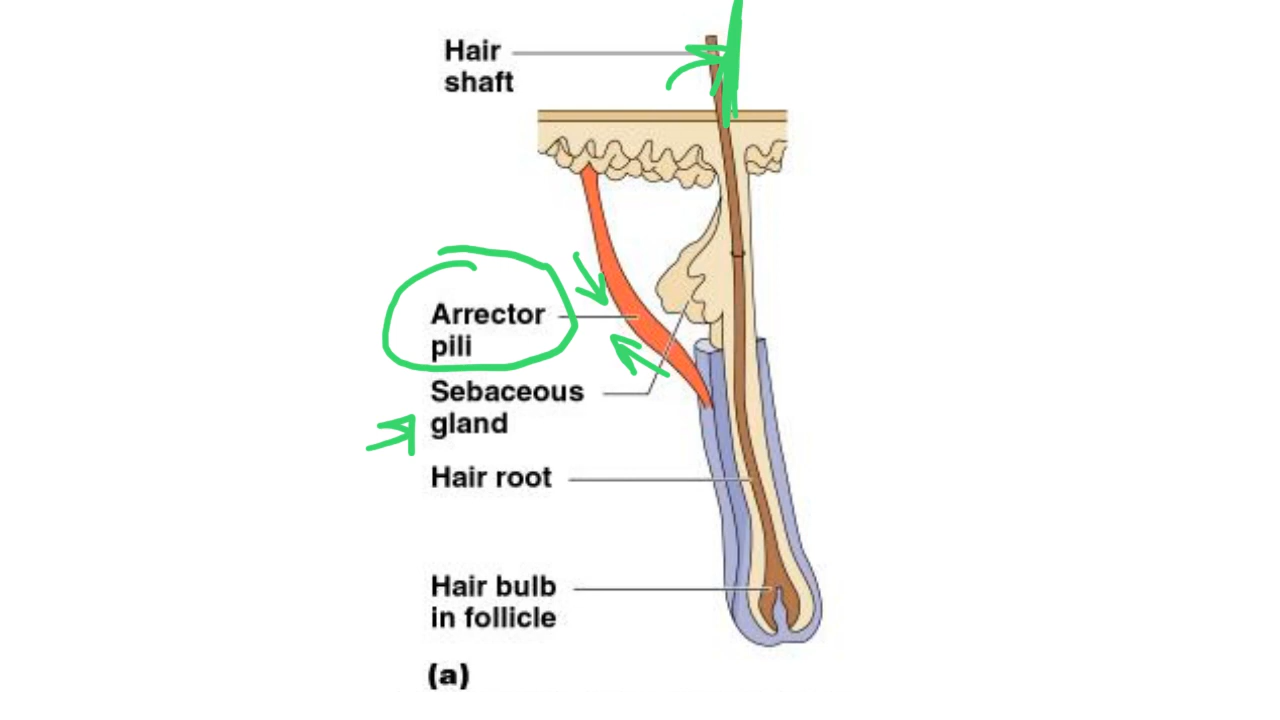 Hair
shaft
Arrector
pili
Sebaceous
gland
Hair root
Hair bulb
in follicle
(a)